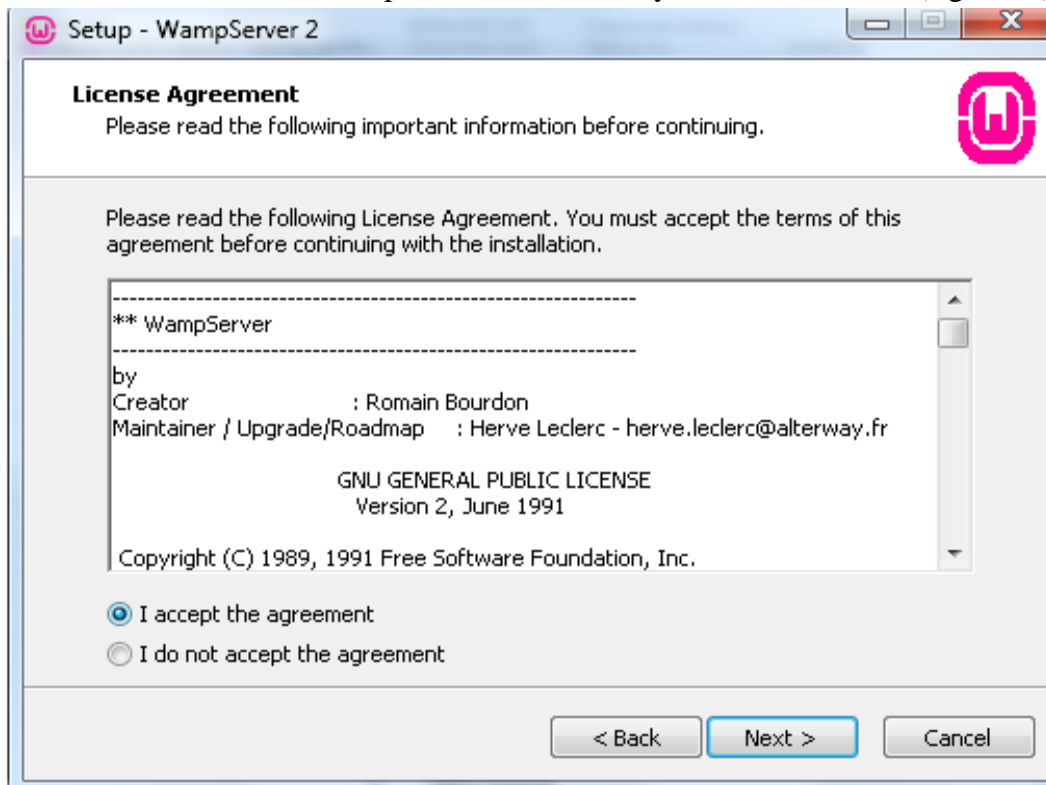 Setup - WampServer 2
License Agreement
Please read the following important information before continuing.
Please read the following License Agreement. You must accept the terms of this
agreement before continuing with the installation.
------------------------------------------------------------
** WampServer
------------------------------------------------------------
by
Creator : Romain Bourdon
Maintainer / Upgrade/Roadmap : Herve Leclerc - herve.leclerc@alterway.fr
GNU GENERAL PUBLIC LICENSE
Version 2, June 1991
Copyright (C) 1989, 1991 Free Software Foundation, Inc.
I accept the agreement
I do not accept the agreement
< Back Next > Cancel